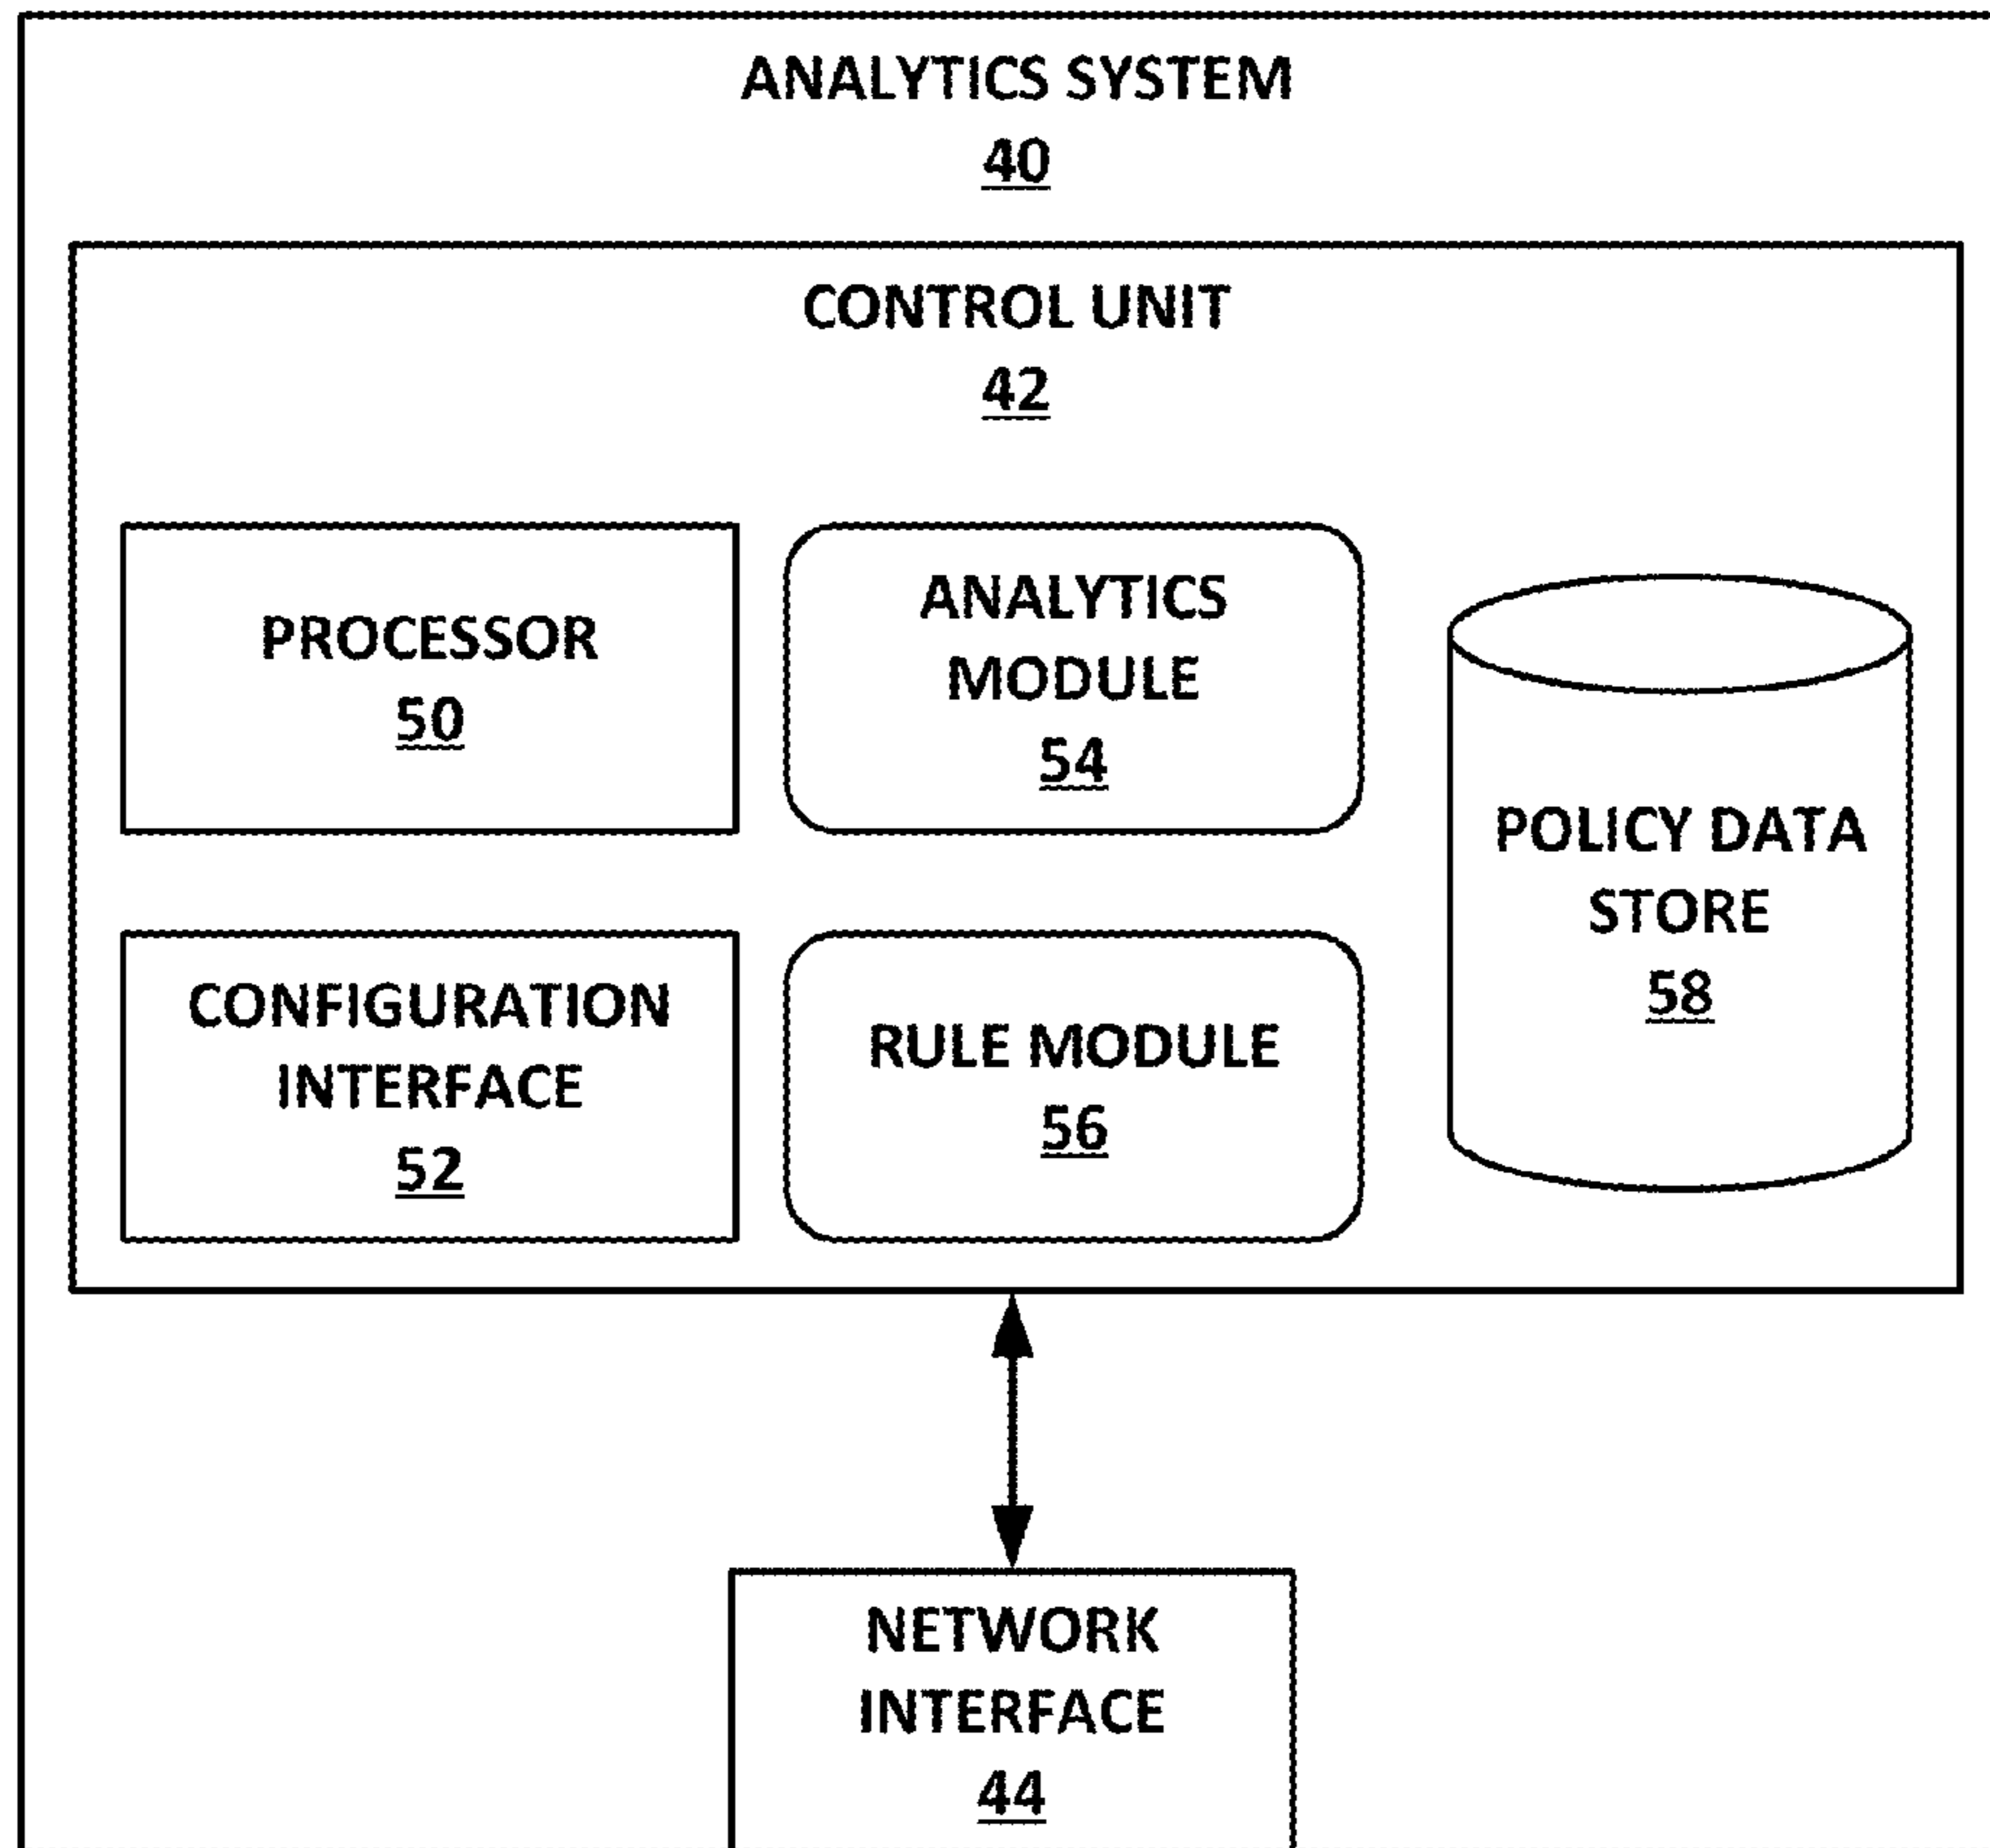 ANALYTICS SYSTEM
40
CONTROL UNIT
42
PROCESSOR
50
ANALYTICS
MODULE
54
CONFIGURATION
INTERFACE
52
RULE MODULE
56
POLICY DATA
STORE
58
NETWORK
INTERFACE
44